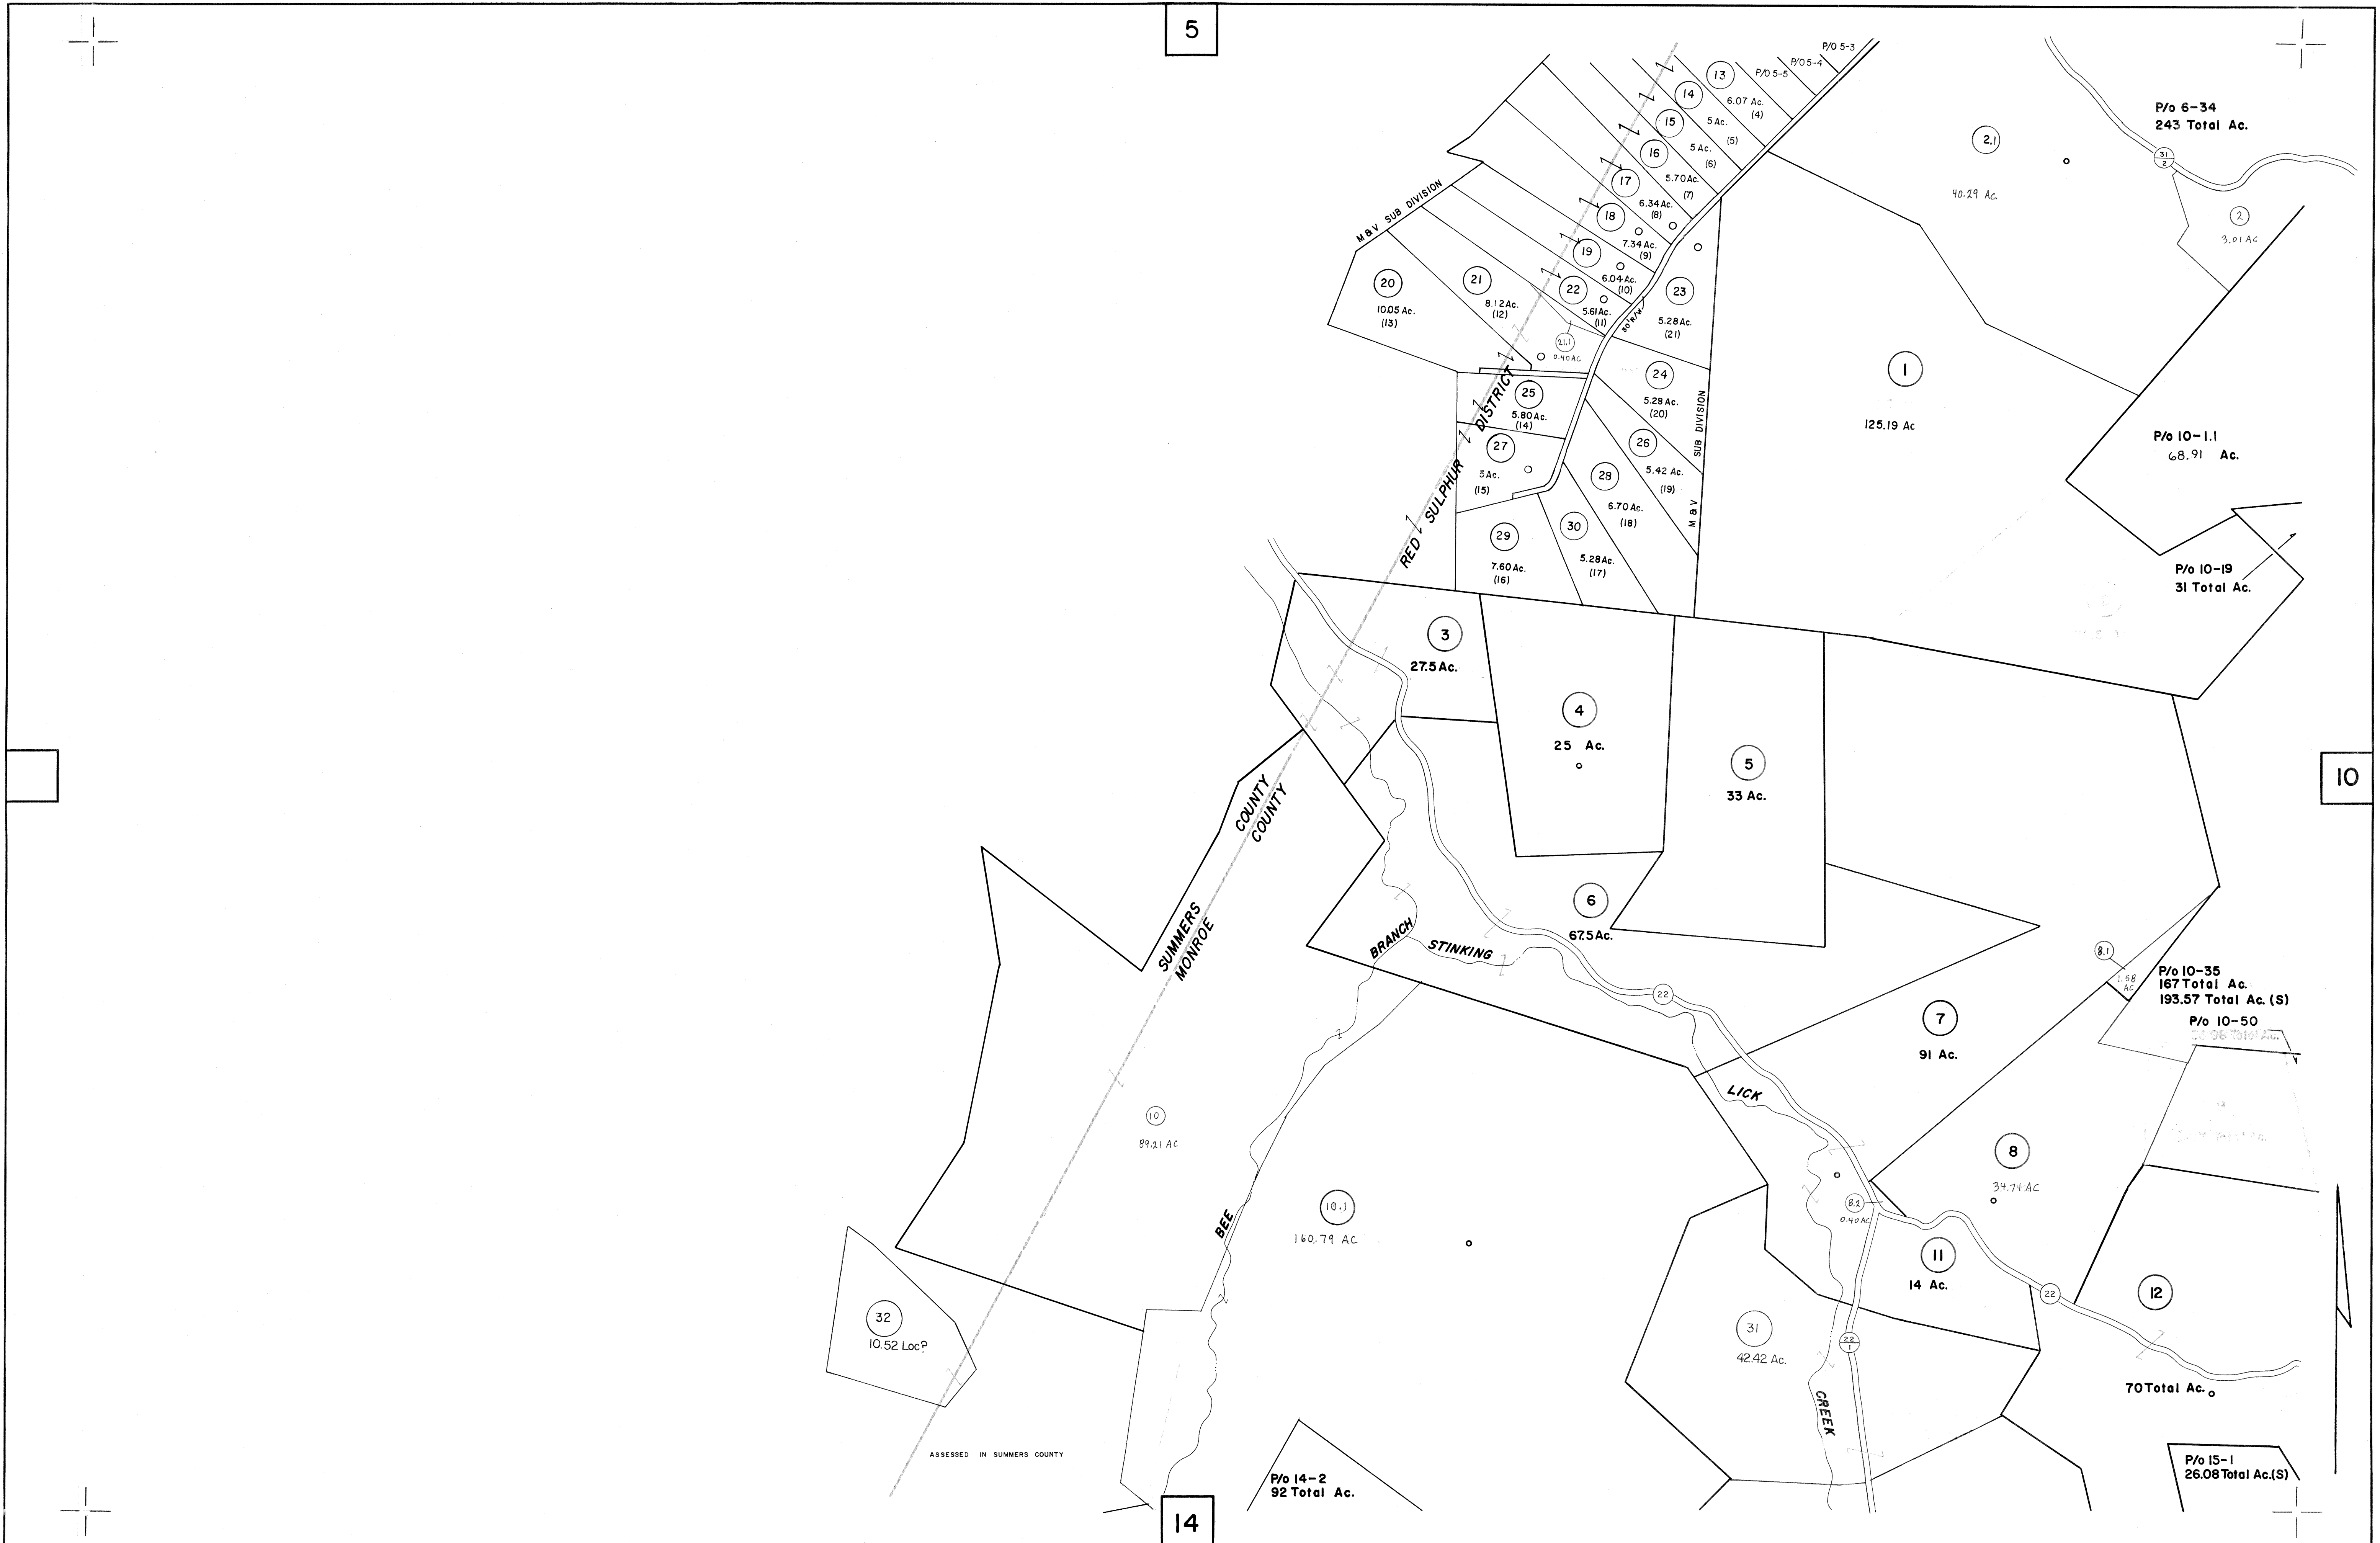 5
P/O 5-3
P/O 5-4
P/O 5-5
13
6.07 Ac.
(4)
14
5 Ac.
(5)
15
5 Ac.
(6)
16
5.70 Ac.
(7)
17
6.34 Ac.
(8)
18
7.34 Ac.
(9)
19
6.04 Ac.
(10)
22
5.61 Ac.
(11)
21
8.12 Ac.
(12)
21.1
0.40 AC
20
10.05 Ac.
(13)
M & V SUB DIVISION
30' R/W
23
5.28 Ac.
(21)
24
5.28 Ac.
(20)
25
5.80 Ac.
(14)
26
5.42 Ac.
(19)
27
5 Ac.
(15)
28
6.70 Ac.
(18)
29
7.60 Ac.
(16)
30
5.28 Ac.
(17)
M & V SUB DIVISION
RED SULPHUR DISTRICT
2.1
40.29 Ac.
P/o 6-34
243 Total Ac.
31
2
2
3.01 AC
1
125.19 Ac
P/o 10-1.1
68.91 Ac.
P/o 10-19
31 Total Ac.
3
27.5 Ac.
4
25 Ac.
5
33 Ac.
10
SUMMERS COUNTY
MONROE COUNTY
6
67.5 Ac.
BRANCH
STINKING
22
8.1
1.58
AC
P/o 10-35
167 Total Ac.
193.57 Total Ac. (S)
P/o 10-50
7
91 Ac.
LICK
10
89.21 AC
8
34.71 AC
8.2
0.40 AC
10.1
160.79 AC
BEE
11
14 Ac.
22
12
70 Total Ac.
32
10.52 Loc?
31
42.42 Ac.
22
1
CREEK
ASSESSED IN SUMMERS COUNTY
P/o 14-2
92 Total Ac.
P/o 15-1
26.08 Total Ac.(S)
14